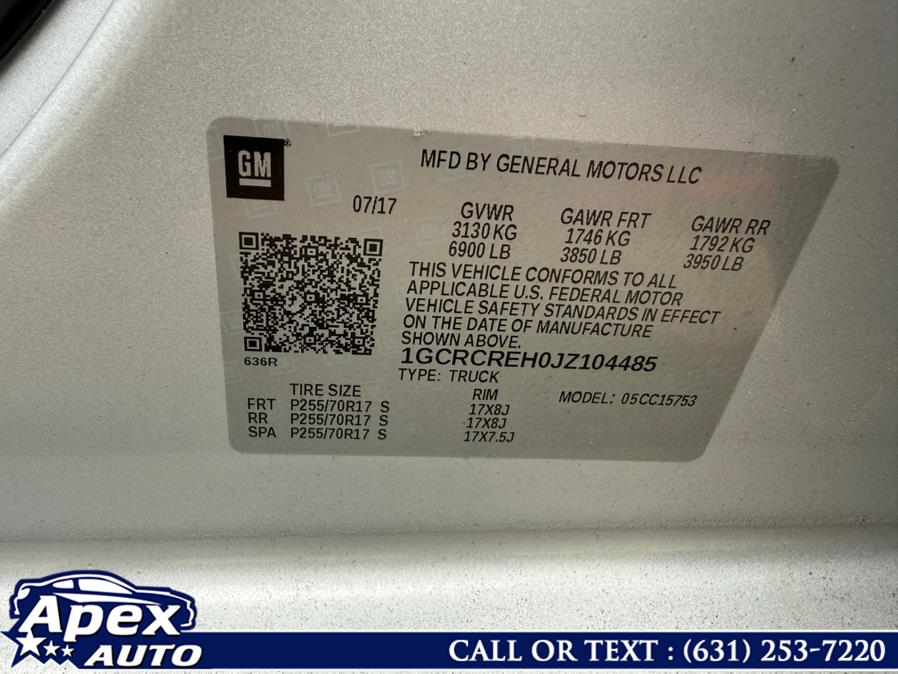 GM
MFD BY GENERAL MOTORS LLC
07/17
GVWR GAWR FRT GAWR RR
3130 KG 1746 KG 1792 KG
6900 LB 3850 LB 3950 LB
THIS VEHICLE CONFORMS TO ALL
APPLICABLE U.S. FEDERAL MOTOR
VEHICLE SAFETY STANDARDS IN EFFECT
ON THE DATE OF MANUFACTURE
SHOWN ABOVE.
636R
1GCRCREH0JZ104485
TYPE: TRUCK
TIRE SIZE RIM MODEL: 05CC15753
FRT P255/70R17 S 17X8J
RR P255/70R17 S 17X8J
SPA P255/70R17 S 17X7.5J
Apex
AUTO
CALL OR TEXT : (631) 253-7220